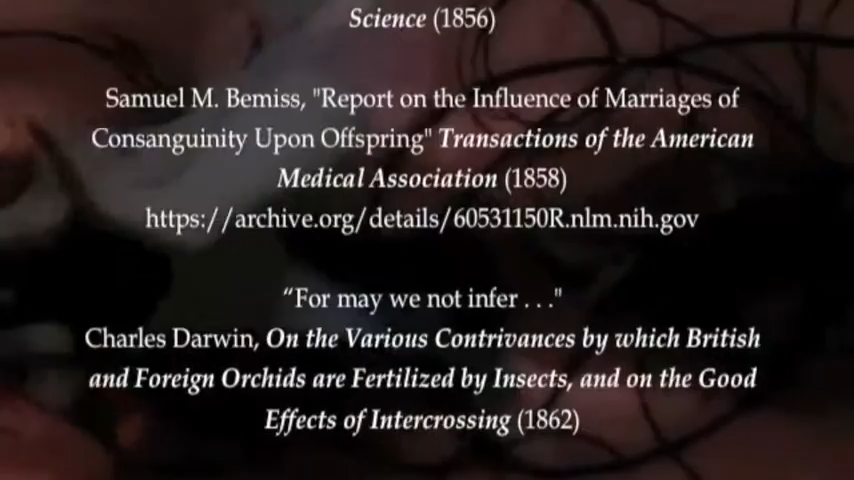 Science (1856)
Samuel M. Bemiss, "Report on the Influence of Marriages of
Consanguinity Upon Offspring" Transactions of the American
Medical Association (1858)
https://archive.org/details/60531150R.nlm.nih.gov
“For may we not infer . . ."
Charles Darwin, On the Various Contrivances by which British
and Foreign Orchids are Fertilized by Insects, and on the Good
Effects of Intercrossing (1862)